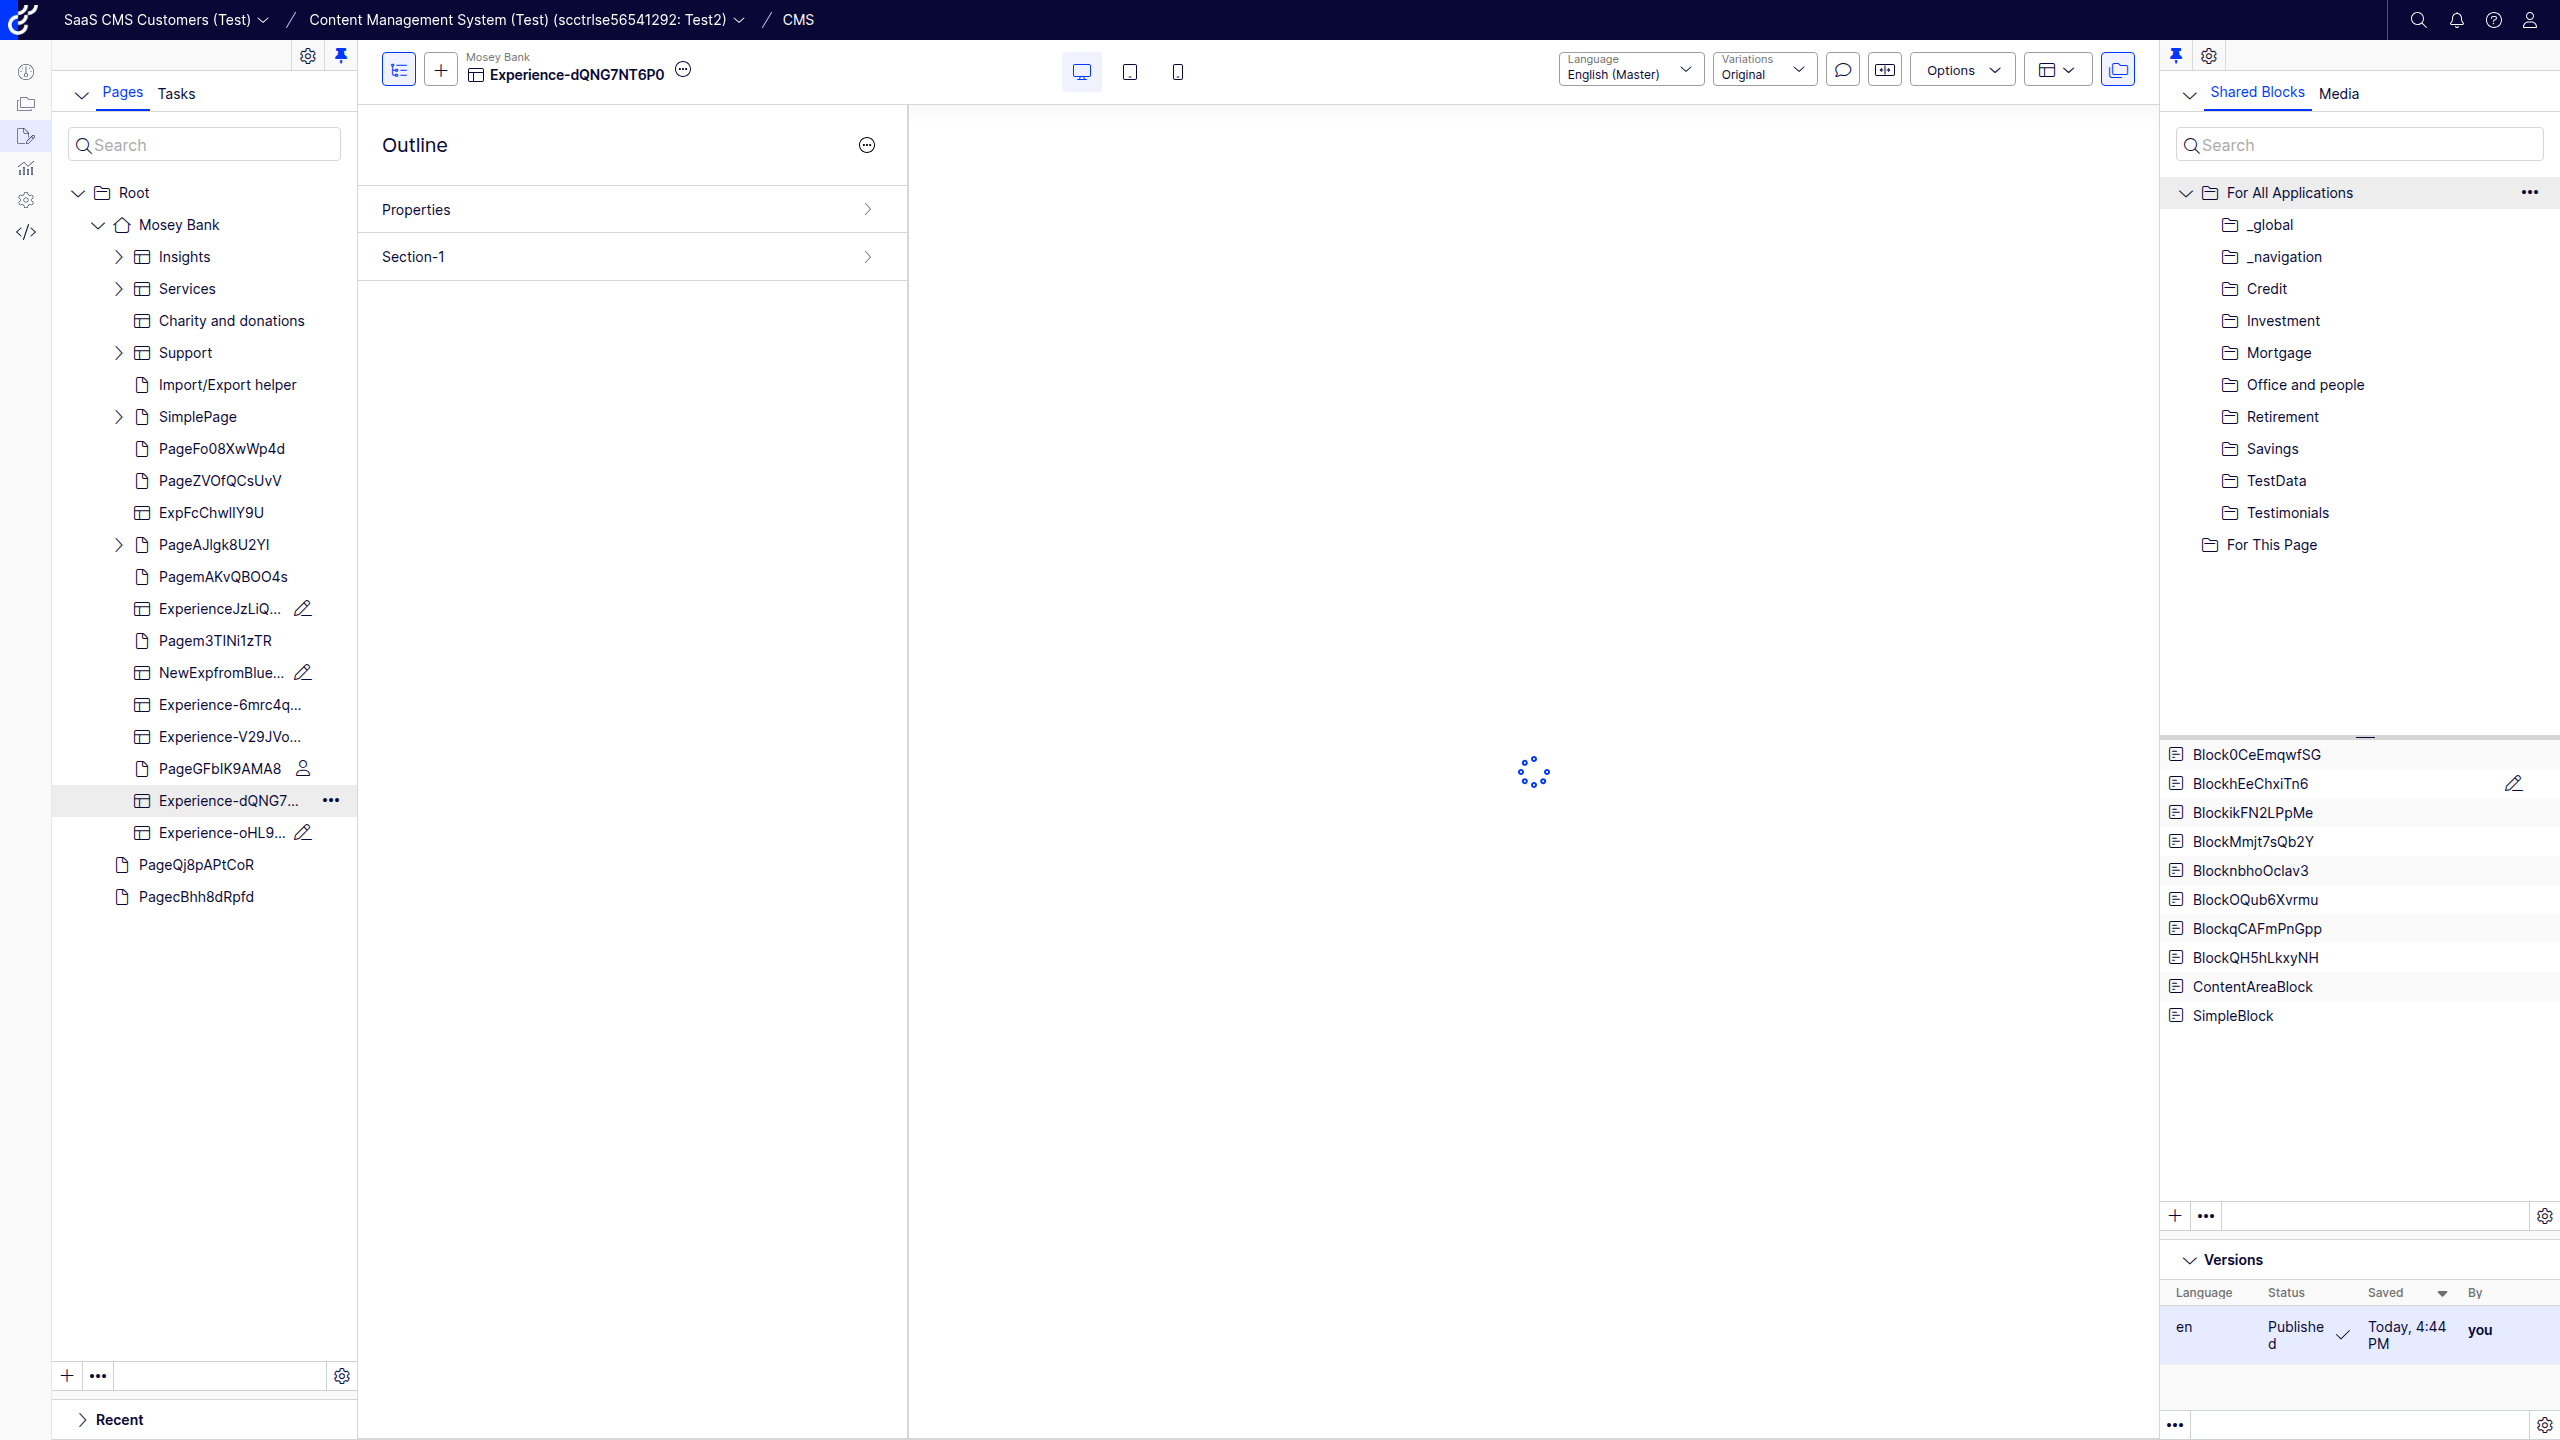 SaaS CMS Customers (Test) / Content Management System (Test) (scctrlse56541292: Test2) / CMS
Pages Tasks
Search
Root
Mosey Bank
Insights
Services
Charity and donations
Support
Import/Export helper
SimplePage
PageFo08XwWp4d
PageZVOfQCsUvV
ExpFcChwlIY9U
PageAJlgk8U2YI
PagemAKvQBOO4s
ExperienceJzLiQ...
Pagem3TlNi1zTR
NewExpfromBlue...
Experience-6mrc4q...
Experience-V29JVo...
PageGFblK9AMA8
Experience-dQNG7...
Experience-oHL9...
PageQj8pAPtCoR
PagecBhh8dRpfd
Recent
Mosey Bank
Experience-dQNG7NT6P0
Language
English (Master)
Variations
Original
Options
Outline
Properties
Section-1
Shared Blocks Media
Search
For All Applications
_global
_navigation
Credit
Investment
Mortgage
Office and people
Retirement
Savings
TestData
Testimonials
For This Page
Block0CeEmqwfSG
BlockhEeChxiTn6
BlockikFN2LPpMe
BlockMmjt7sQb2Y
BlocknbhoOclav3
BlockOQub6Xvrmu
BlockqCAFmPnGpp
BlockQH5hLkxyNH
ContentAreaBlock
SimpleBlock
Versions
Language Status Saved By
en Publishe Today, 4:44 you
d PM